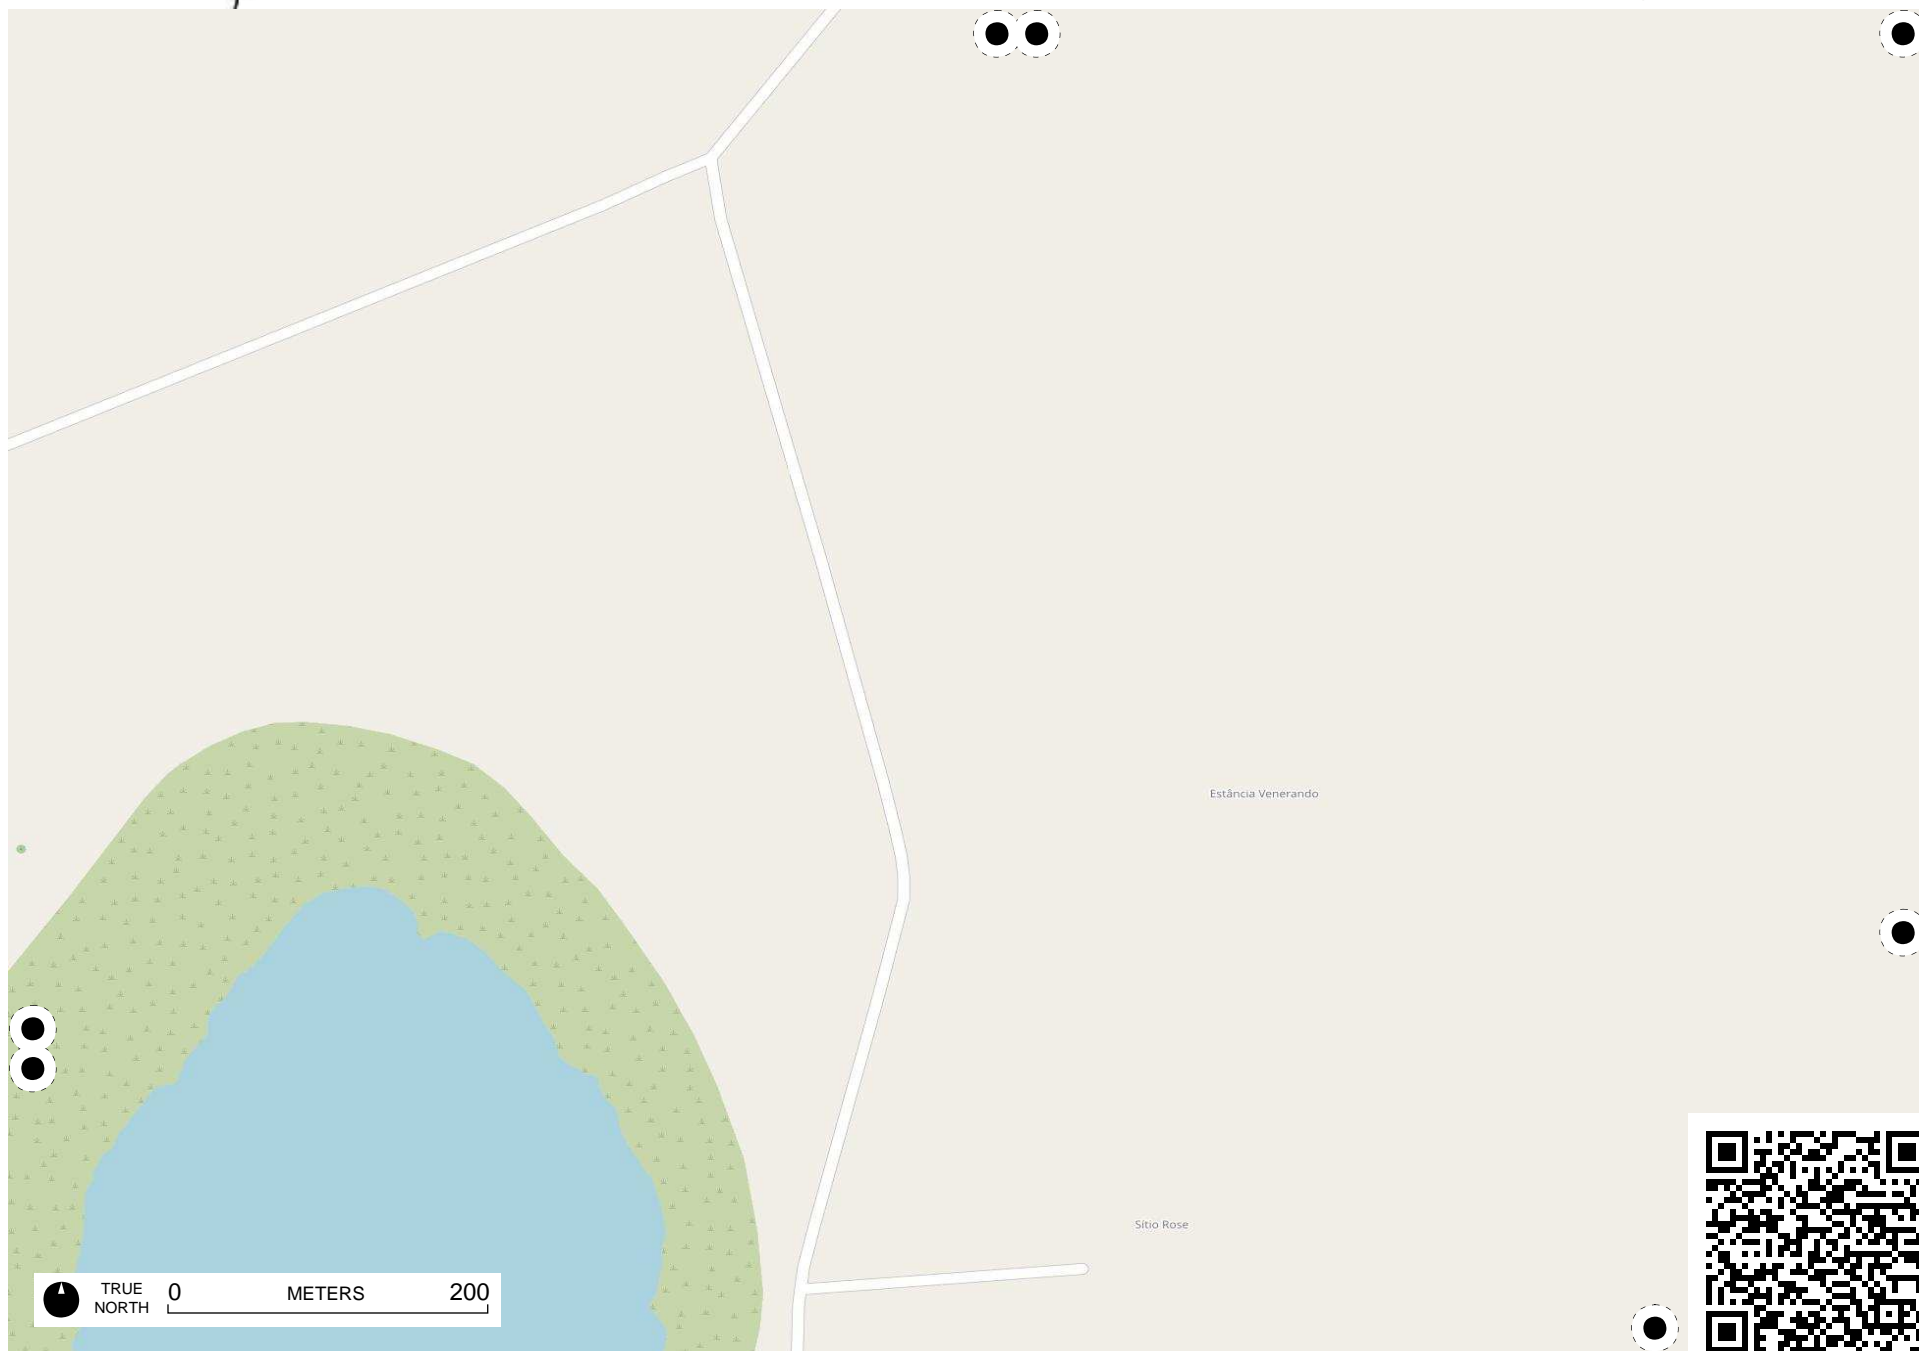 Estância Venerando
Sítio Rose
TRUE
NORTH
0 METERS 200